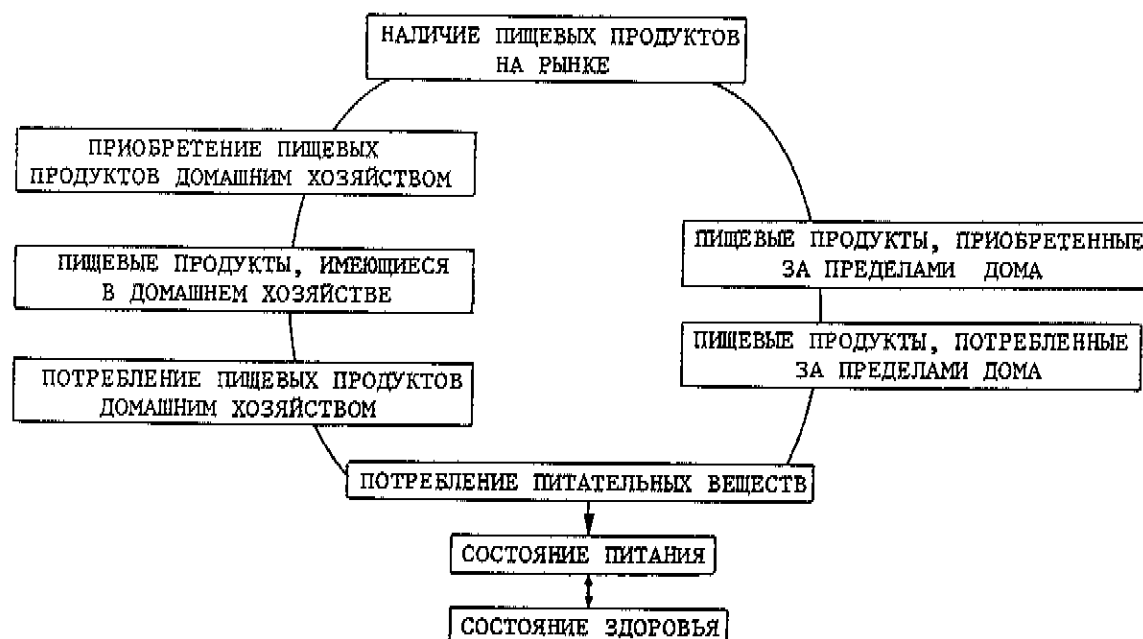 НАЛИЧИЕ ПИЩЕВЫХ ПРОДУКТОВ
НА РЫНКЕ
ПРИОБРЕТЕНИЕ ПИЩЕВЫХ
ПРОДУКТОВ ДОМАШНИМ ХОЗЯЙСТВОМ
ПИЩЕВЫЕ ПРОДУКТЫ, ИМЕЮЩИЕСЯ
В ДОМАШНЕМ ХОЗЯЙСТВЕ
ПОТРЕБЛЕНИЕ ПИЩЕВЫХ ПРОДУКТОВ
ДОМАШНИМ ХОЗЯЙСТВОМ
ПИЩЕВЫЕ ПРОДУКТЫ, ПРИОБРЕТЕННЫЕ
ЗА ПРЕДЕЛАМИ ДОМА
ПИЩЕВЫЕ ПРОДУКТЫ, ПОТРЕБЛЕННЫЕ
ЗА ПРЕДЕЛАМИ ДОМА
ПОТРЕБЛЕНИЕ ПИТАТЕЛЬНЫХ ВЕЩЕСТВ
СОСТОЯНИЕ ПИТАНИЯ
СОСТОЯНИЕ ЗДОРОВЬЯ